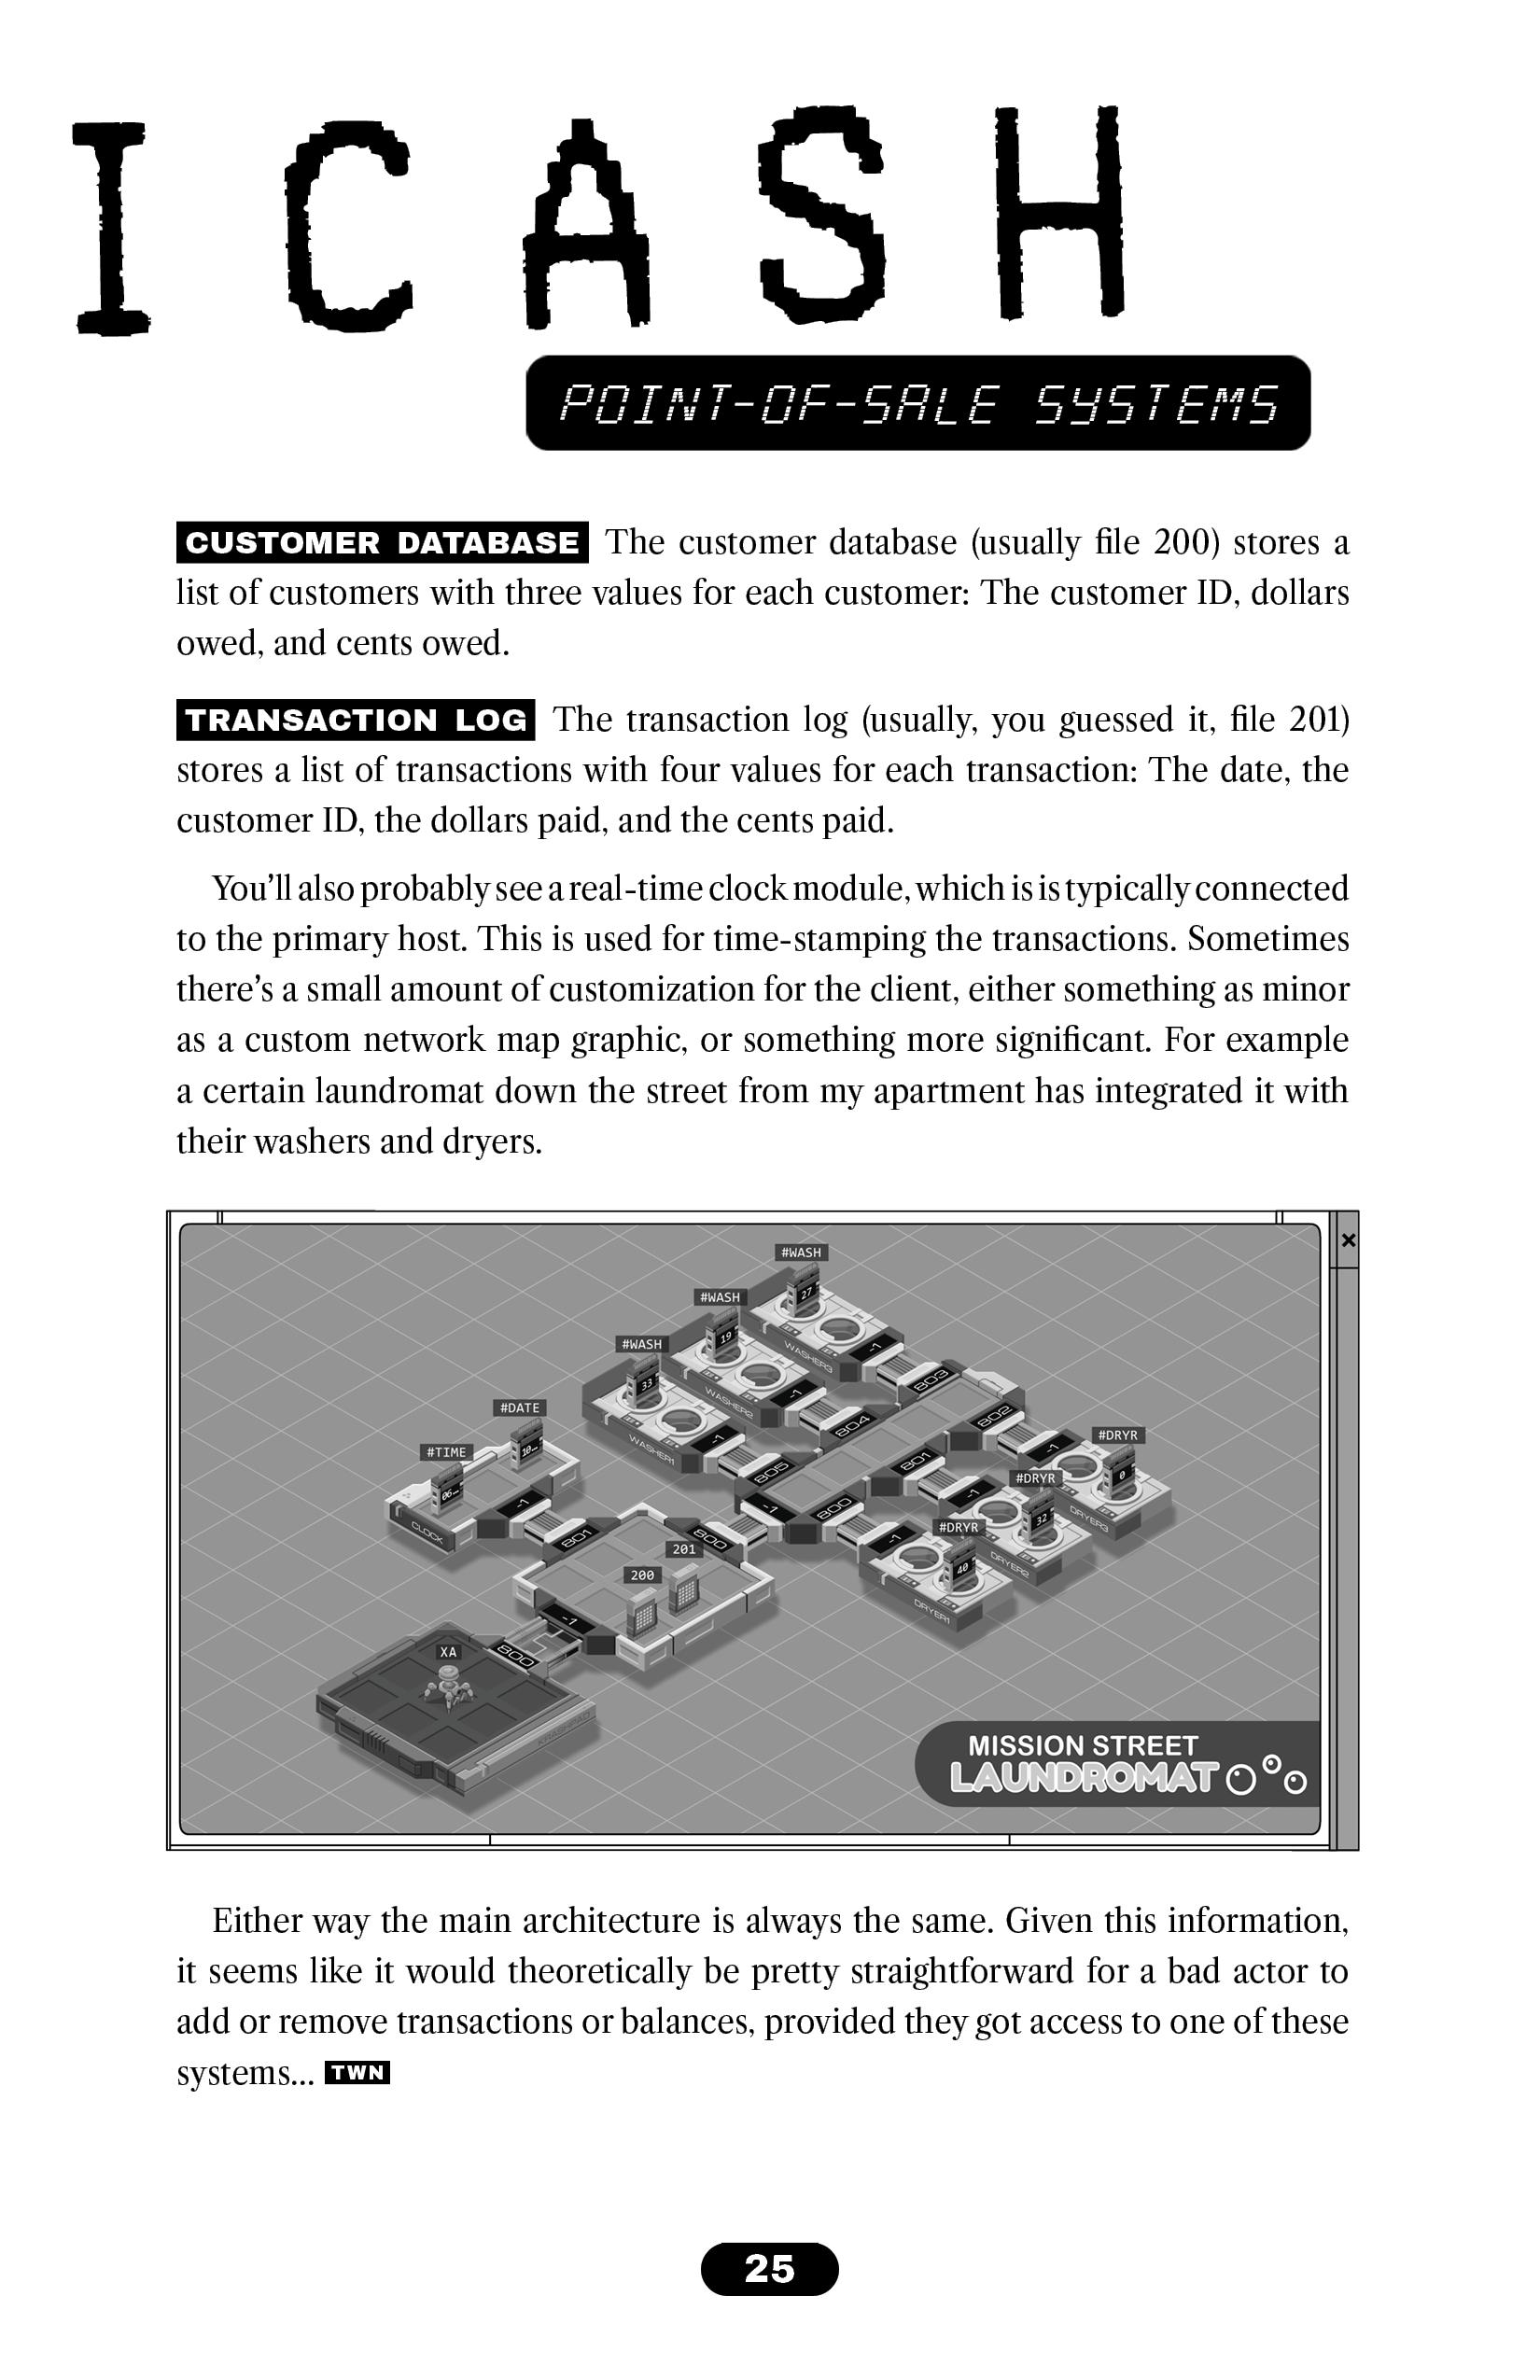 ICASH
POINT-OF-SALE SYSTEMS
CUSTOMER DATABASE The customer database (usually file 200) stores a
list of customers with three values for each customer: The customer ID, dollars
owed, and cents owed.
TRANSACTION LOG The transaction log (usually, you guessed it, file 201)
stores a list of transactions with four values for each transaction: The date, the
customer ID, the dollars paid, and the cents paid.
You’ll also probably see a real-time clock module, which is is typically connected
to the primary host. This is used for time-stamping the transactions. Sometimes
there’s a small amount of customization for the client, either something as minor
as a custom network map graphic, or something more significant. For example
a certain laundromat down the street from my apartment has integrated it with
their washers and dryers.
#WASH
27
#WASH
19
#WASH
33
WASHER3
WASHER2
WASHER1
-1
-1
-1
803
804
805
802
801
800
-1
#DATE
10…
#TIME
06…
CLOCK
-1
801
800
#DRYR
0
#DRYR
32
#DRYR
40
-1
-1
-1
DRYER3
DRYER2
DRYER1
201
200
-1
800
XA
MISSION STREET
LAUNDROMAT
Either way the main architecture is always the same. Given this information,
it seems like it would theoretically be pretty straightforward for a bad actor to
add or remove transactions or balances, provided they got access to one of these
systems... TWN
25